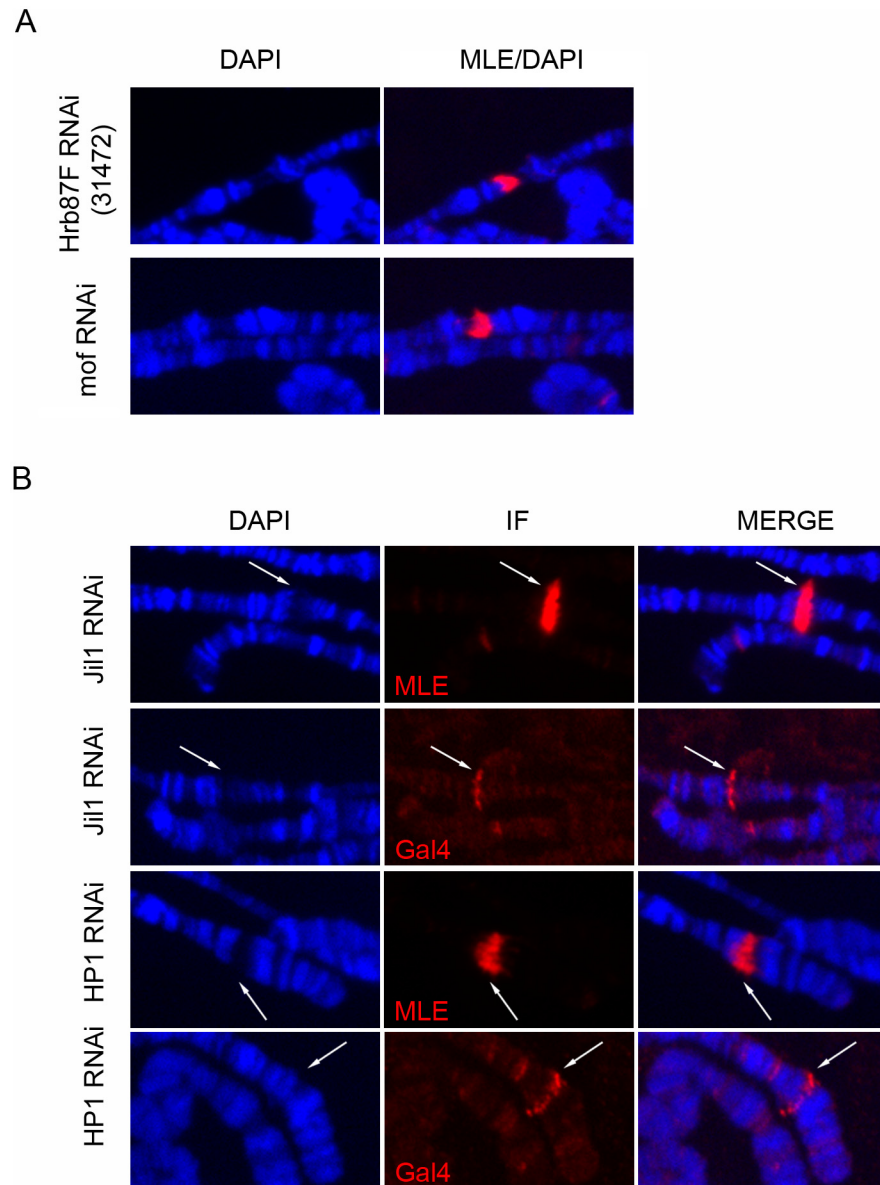 A
DAPI MLE/DAPI
Hrb87F RNAi
(31472)
mof RNAi
B
DAPI IF MERGE
Jil1 RNAi
MLE
Jil1 RNAi
Gal4
HP1 RNAi
MLE
HP1 RNAi
Gal4